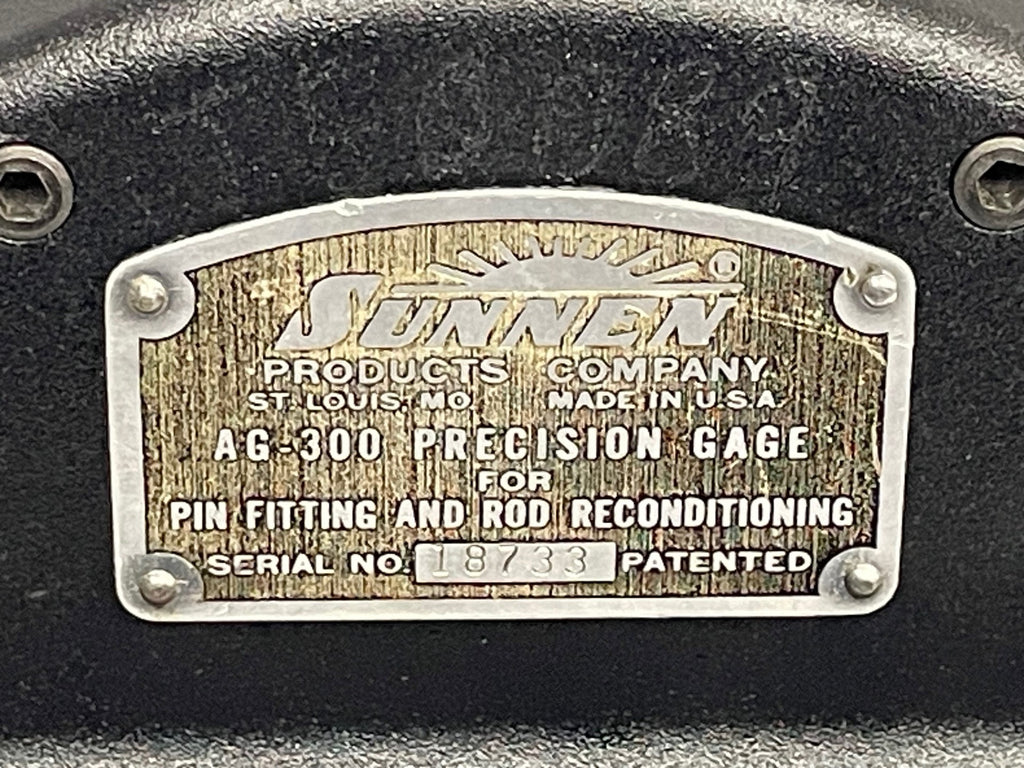 SUNNEN ®
PRODUCTS COMPANY
ST. LOUIS, MO. MADE IN U.S.A.
AG-300 PRECISION GAGE
FOR
PIN FITTING AND ROD RECONDITIONING
SERIAL NO. 18733 PATENTED